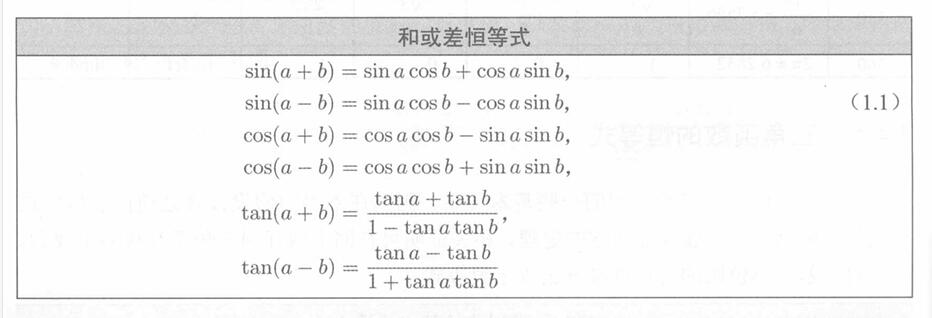 和或差恒等式
sin(a + b) = sin a cos b + cos a sin b,
sin(a − b) = sin a cos b − cos a sin b, (1.1)
cos(a + b) = cos a cos b − sin a sin b,
cos(a − b) = cos a cos b + sin a sin b,
tan(a + b) = \frac{tan a + tan b}{1 − tan a tan b},
tan(a − b) = \frac{tan a − tan b}{1 + tan a tan b}